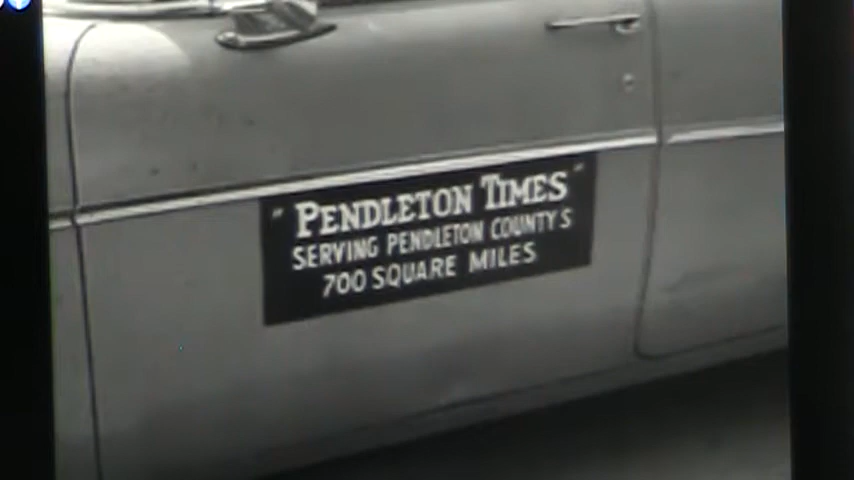 " PENDLETON TIMES "
SERVING PENDLETON COUNTY'S
700 SQUARE MILES